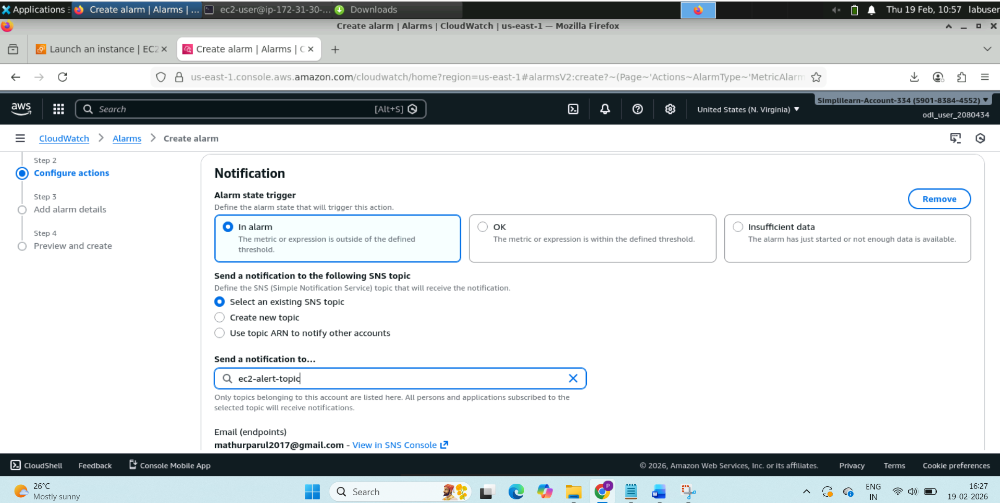 Applications
Create alarm | Alarms | ...
ec2-user@ip-172-31-30-...
Downloads
Thu 19 Feb, 10:57
labuser
Create alarm | Alarms | CloudWatch | us-east-1 — Mozilla Firefox
Launch an instance | EC2
Create alarm | Alarms | C
us-east-1.console.aws.amazon.com/cloudwatch/home?region=us-east-1#alarmsV2:create?~(Page~'Actions~AlarmType~'MetricAlarm
aws
Search
[Alt+S]
United States (N. Virginia)
Simplilearn-Account-334 (5901-8384-4552)
odl_user_2080434
CloudWatch
Alarms
Create alarm
Step 2
Configure actions
Step 3
Add alarm details
Step 4
Preview and create
Notification
Alarm state trigger
Define the alarm state that will trigger this action.
Remove
In alarm
The metric or expression is outside of the defined
threshold.
OK
The metric or expression is within the defined threshold.
Insufficient data
The alarm has just started or not enough data is available.
Send a notification to the following SNS topic
Define the SNS (Simple Notification Service) topic that will receive the notification.
Select an existing SNS topic
Create new topic
Use topic ARN to notify other accounts
Send a notification to...
ec2-alert-topic
Only topics belonging to this account are listed here. All persons and applications subscribed to the
selected topic will receive notifications.
Email (endpoints)
mathurparul2017@gmail.com - View in SNS Console
CloudShell
Feedback
Console Mobile App
© 2026, Amazon Web Services, Inc. or its affiliates.
Privacy
Terms
Cookie preferences
26°C
Mostly sunny
Search
P
ENG
IN
16:27
19-02-2026